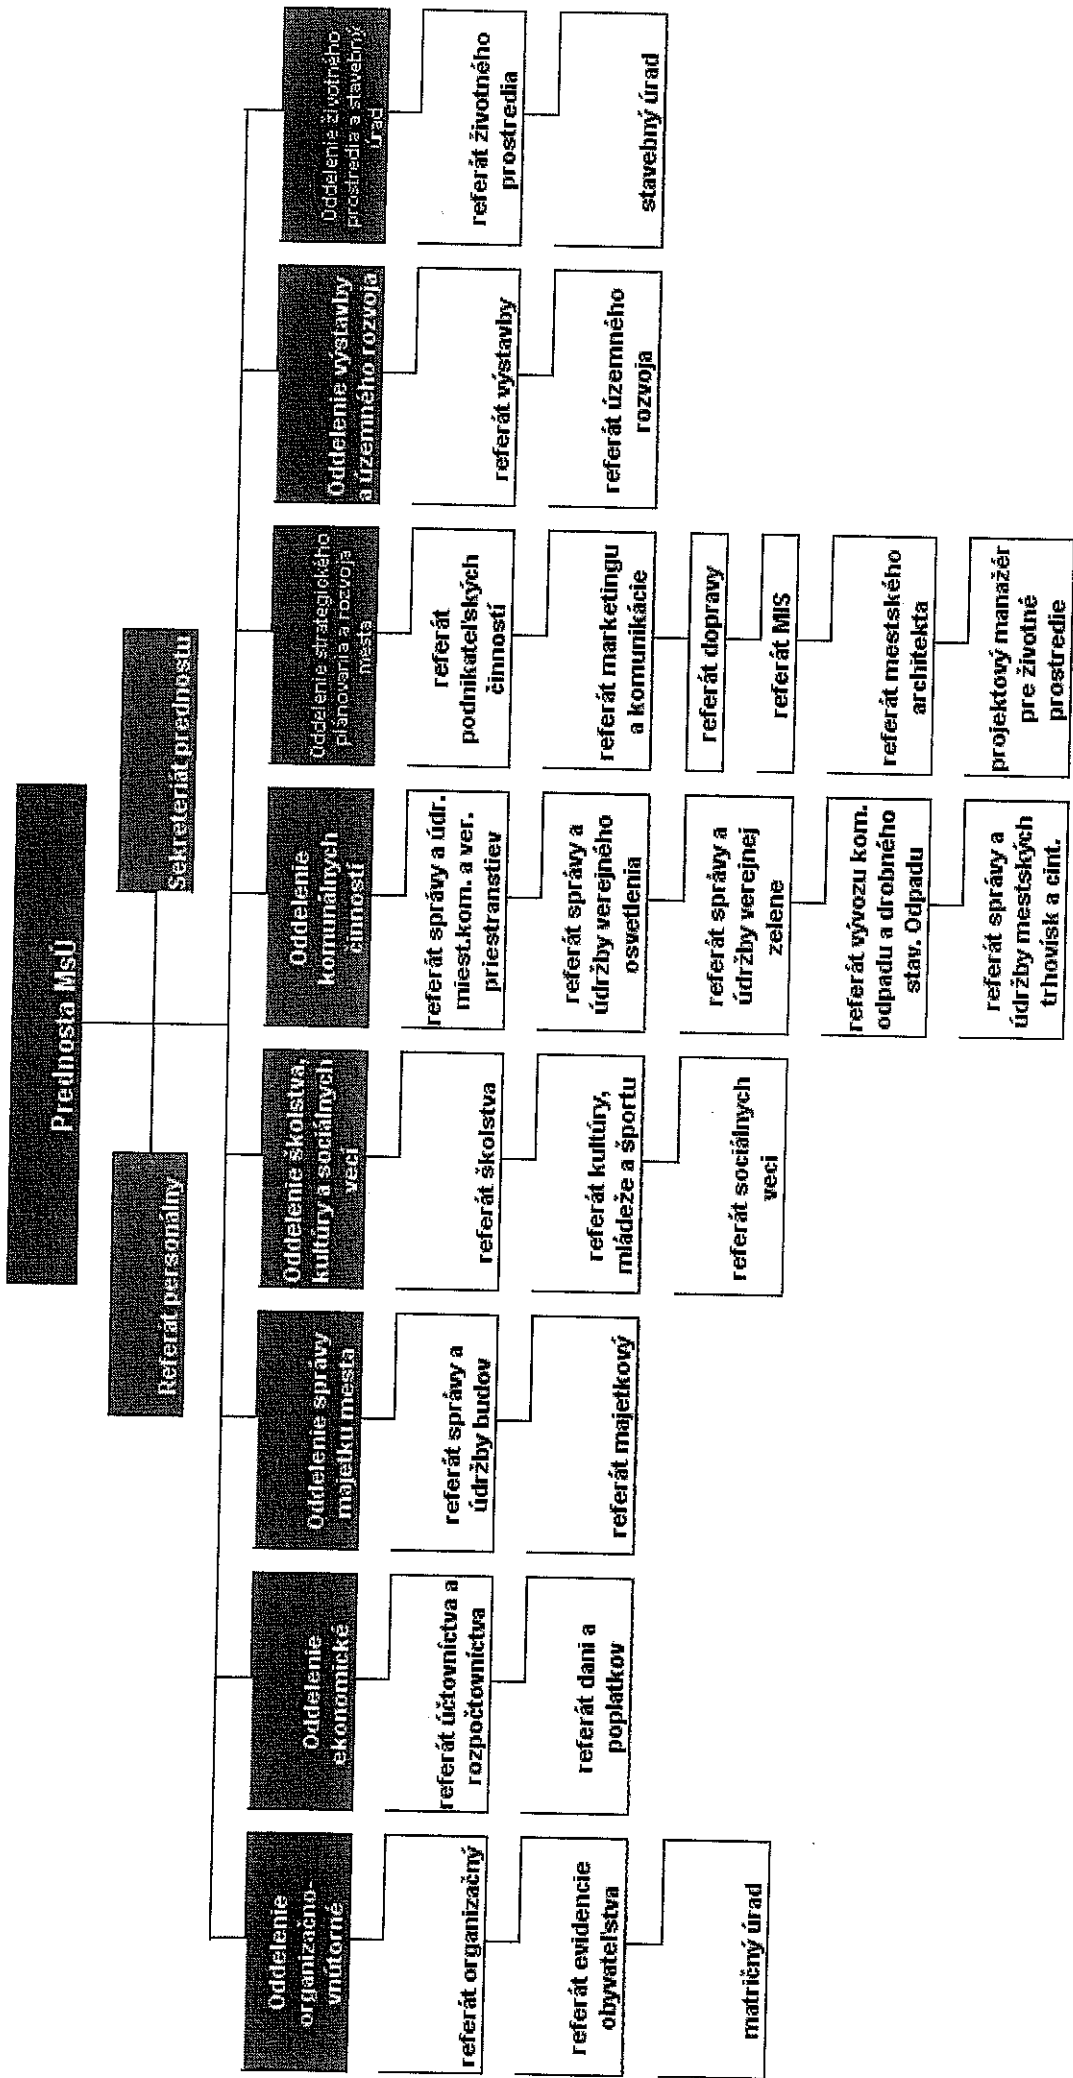 Prednosta MsÚ
Referát personálny
Sekretariát prednostu
Oddelenie
organizačno-
vnútorné
referát organizačný
referát evidencie
obyvateľstva
matričný úrad
Oddelenie
ekonomické
referát účtovníctva a
rozpočtovníctva
referát dani a
poplatkov
Oddelenie správy
majetku mesta
referát správy a
údržby budov
referát majetkový
Oddelenie školstva,
kultúry a sociálnych
vecí
referát školstva
referát kultúry,
mládeže a športu
referát sociálnych
veci
Oddelenie
komunálnych
činností
referát správy a údr.
miest.kom. a ver.
priestranstiev
referát správy a
údržby verejného
osvetlenia
referát správy a
údržby verejnej
zelene
referát vývozu kom.
odpadu a drobného
stav. Odpadu
referát správy a
údržby mestských
trhovísk a cint.
Oddelenie strategického
plánovania a rozvoja
mesta
referát
podnikateľských
činností
referát marketingu
a komunikácie
referát dopravy
referát MIS
referát mestského
architekta
projektový manažér
pre životné
prostredie
Oddelenie výstavby
a územného rozvoja
referát výstavby
referát územného
rozvoja
Oddelenie životného
prostredia a stavebný
úrad
referát životného
prostredia
stavebný úrad